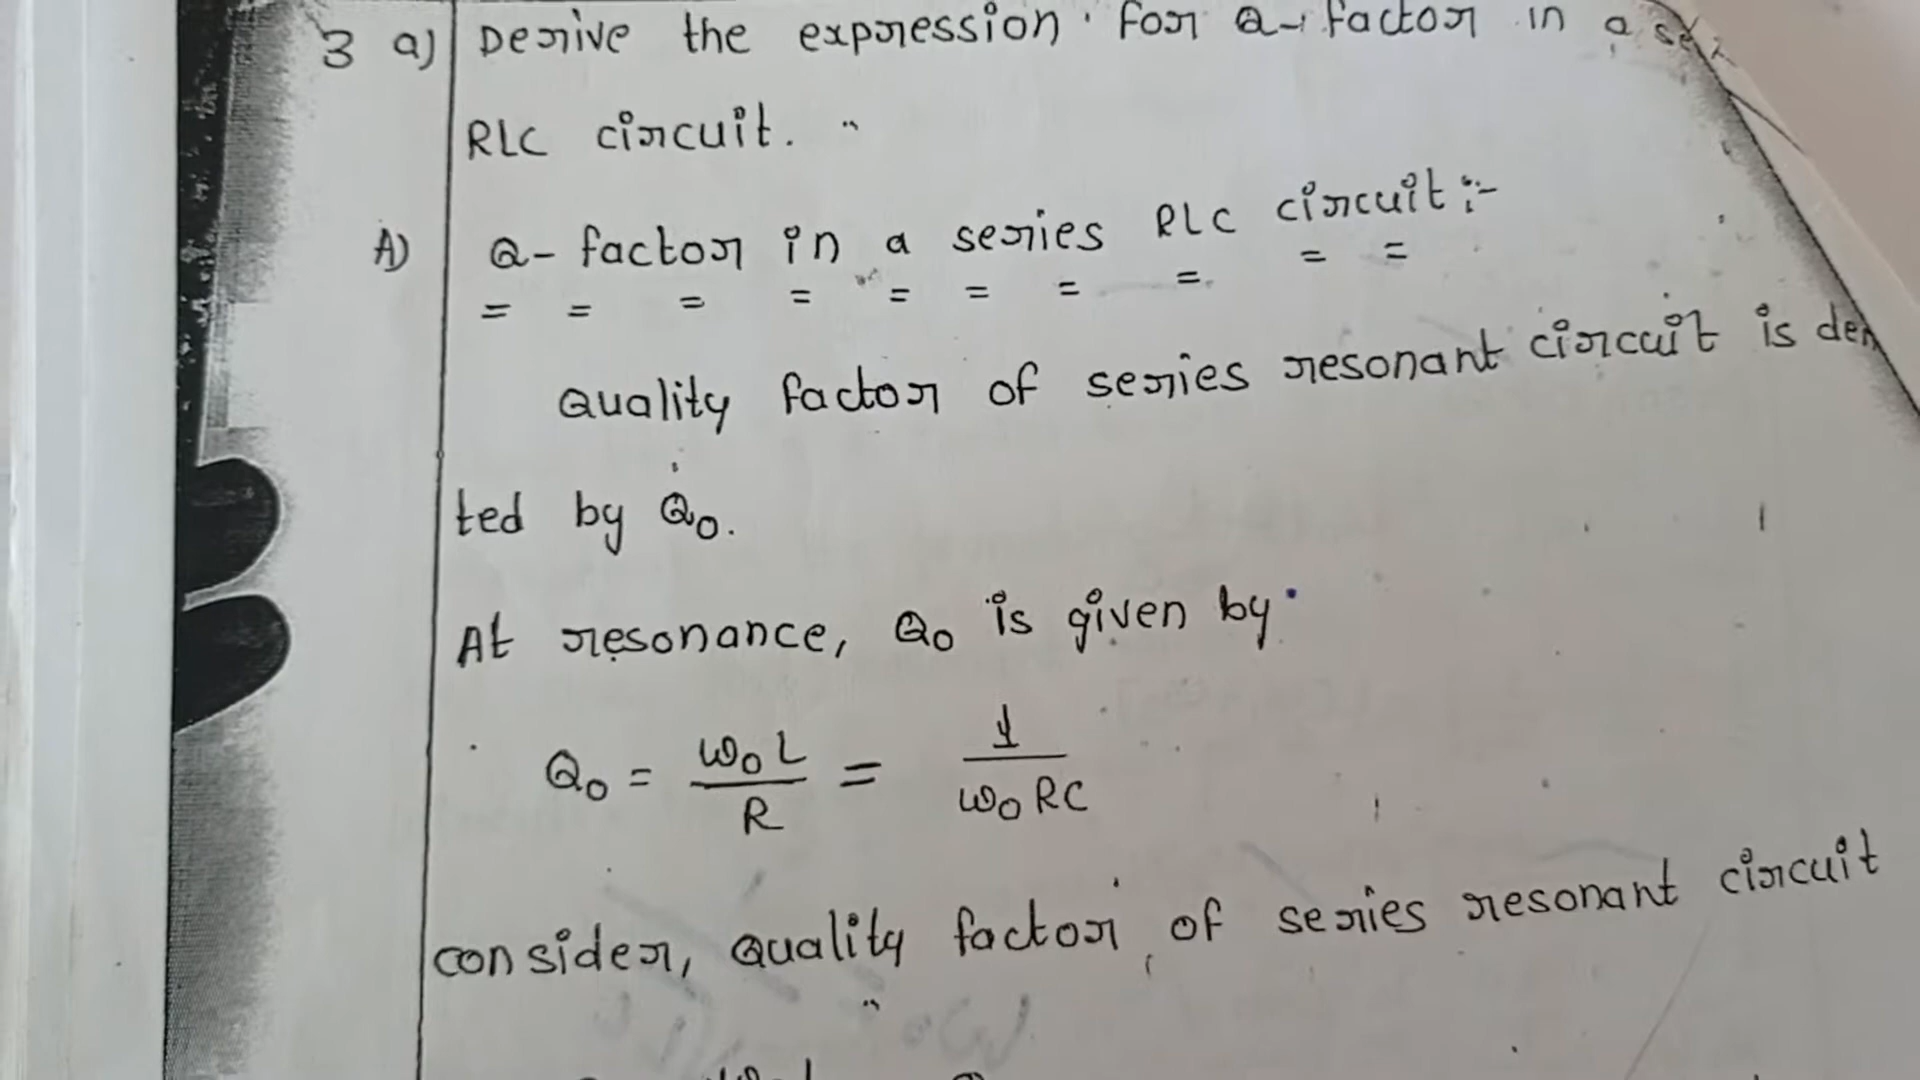 3 a) Derive the expression for Q-factor in a
RLC circuit.
A) Q-factor in a series RLC circuit:-
= = = = = = = = = =
Quality factor of series resonant circuit is den
ted by Q₀.
At resonance, Q₀ is given by
Q₀ = ω₀L/R = 1/ω₀RC
consider, Quality factor of series resonant circuit